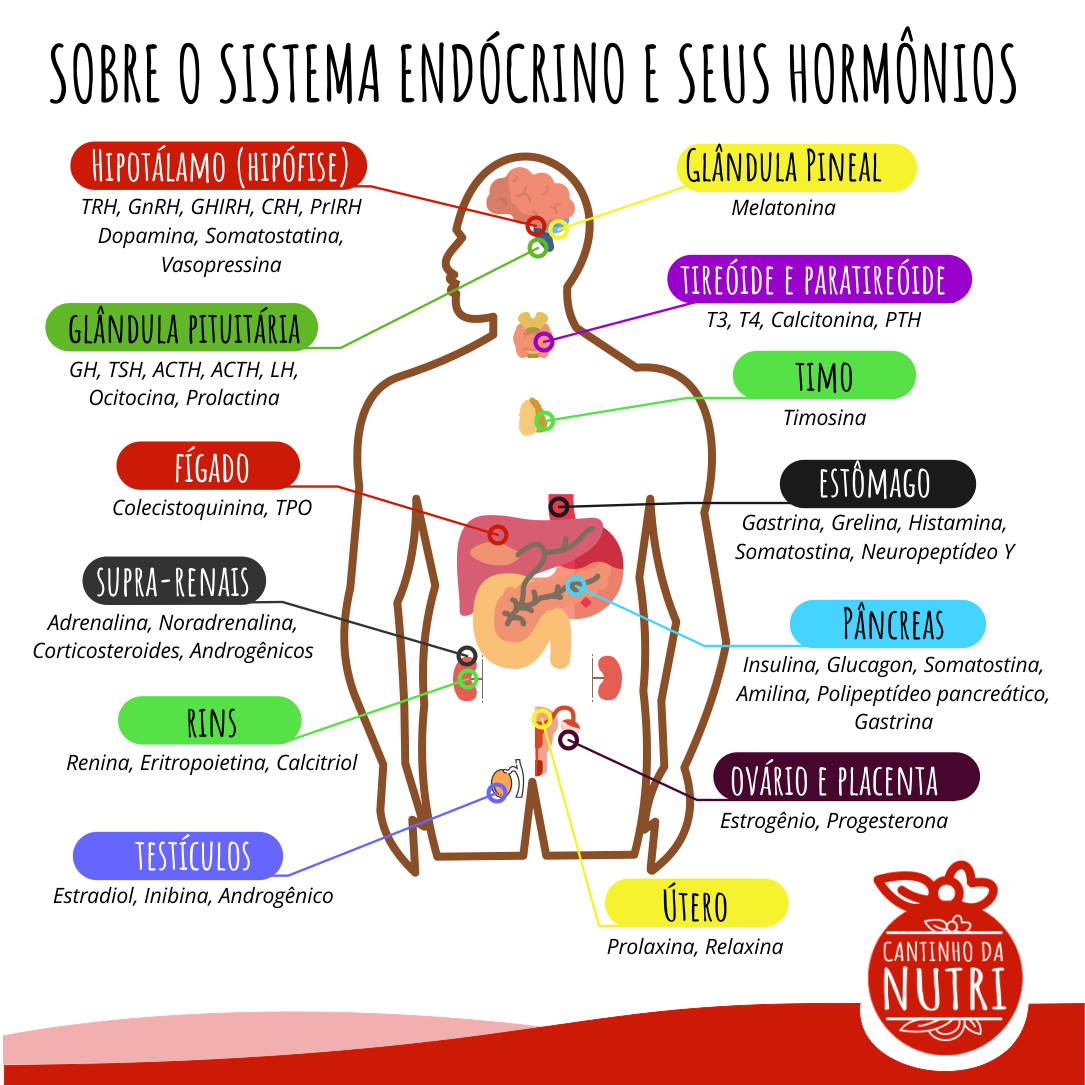 SOBRE O SISTEMA ENDÓCRINO E SEUS HORMÔNIOS
HIPOTÁLAMO (HIPÓFISE)
TRH, GnRH, GHIRH, CRH, PrIRH
Dopamina, Somatostatina,
Vasopressina
GLÂNDULA PITUITÁRIA
GH, TSH, ACTH, ACTH, LH,
Ocitocina, Prolactina
FÍGADO
Colecistoquinina, TPO
SUPRA-RENAIS
Adrenalina, Noradrenalina,
Corticosteroides, Androgênicos
RINS
Renina, Eritropoietina, Calcitriol
TESTÍCULOS
Estradiol, Inibina, Androgênico
GLÂNDULA PINEAL
Melatonina
TIREÓIDE E PARATIREÓIDE
T3, T4, Calcitonina, PTH
TIMO
Timosina
ESTÔMAGO
Gastrina, Grelina, Histamina,
Somatostina, Neuropeptídeo Y
PÂNCREAS
Insulina, Glucagon, Somatostina,
Amilina, Polipeptídeo pancreático,
Gastrina
OVÁRIO E PLACENTA
Estrogênio, Progesterona
ÚTERO
Prolaxina, Relaxina
CANTINHO DA
NUTRI